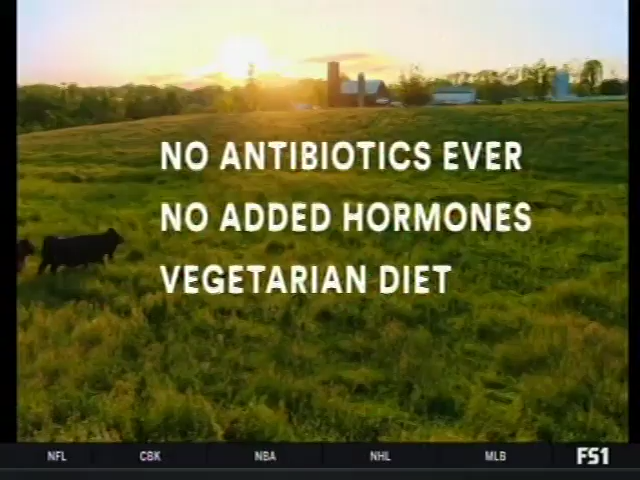 NO ANTIBIOTICS EVER
NO ADDED HORMONES
VEGETARIAN DIET
NFL CBK NBA NHL MLB FS1